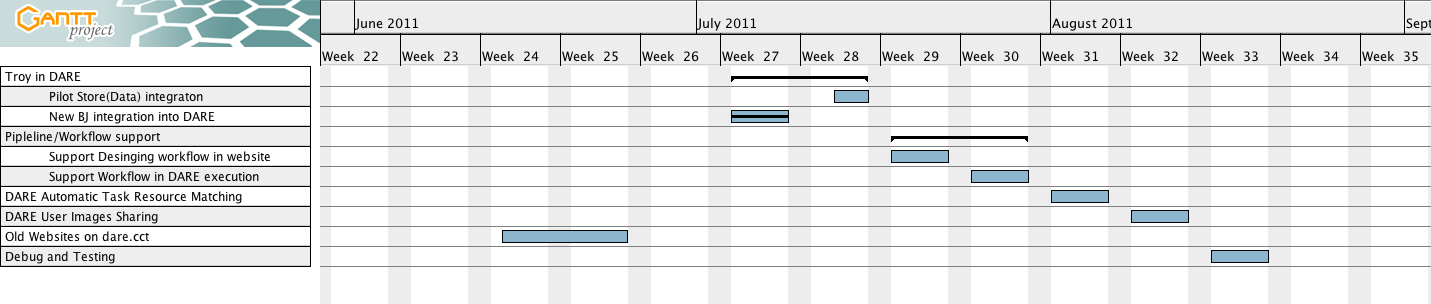 GANTT
project
June 2011
July 2011
August 2011
Sept
Week 22
Week 23
Week 24
Week 25
Week 26
Week 27
Week 28
Week 29
Week 30
Week 31
Week 32
Week 33
Week 34
Week 35
Troy in DARE
Pilot Store(Data) integraton
New BJ integration into DARE
Pipleline/Workflow support
Support Desinging workflow in website
Support Workflow in DARE execution
DARE Automatic Task Resource Matching
DARE User Images Sharing
Old Websites on dare.cct
Debug and Testing